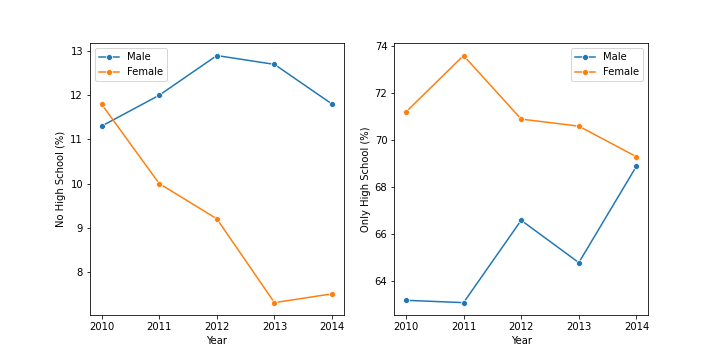 No High School (%)
13
12
11
10
9
8
Male
Female
2010 2011 2012 2013 2014
Year
Only High School (%)
74
72
70
68
66
64
Male
Female
2010 2011 2012 2013 2014
Year